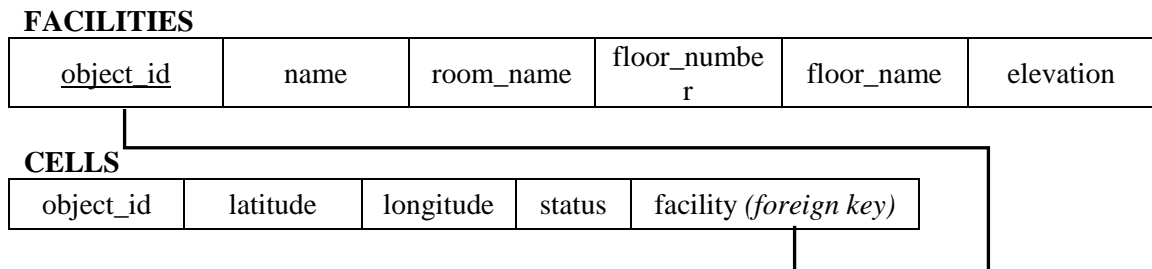 FACILITIES
object_id name room_name floor_numbe
r floor_name elevation
CELLS
object_id latitude longitude status facility (foreign key)